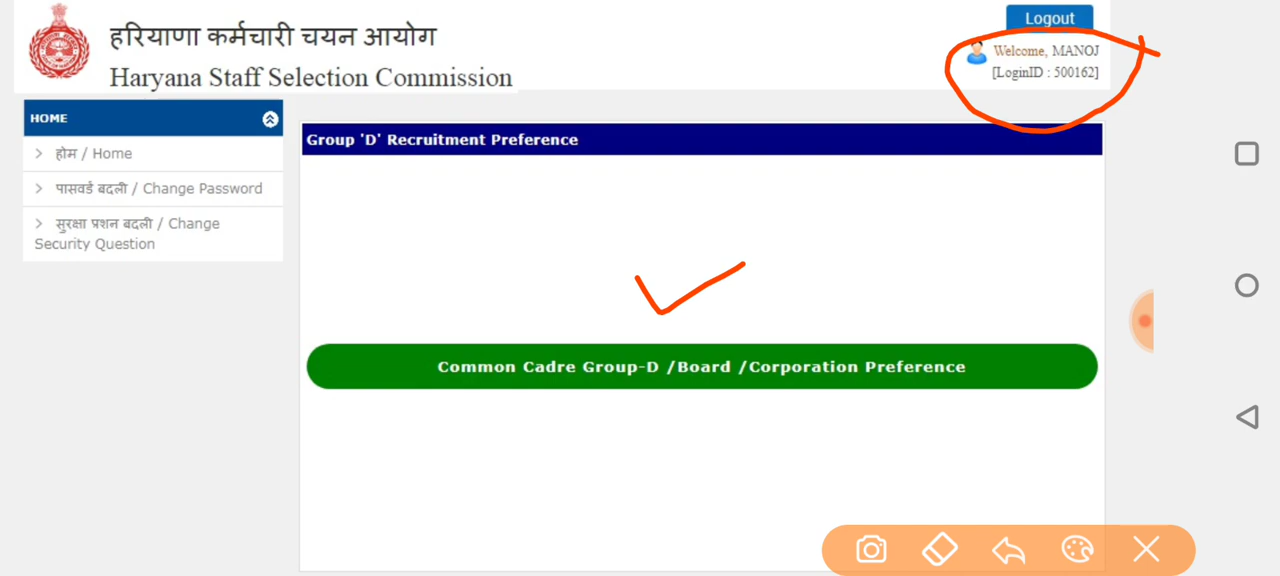 हरियाणा कर्मचारी चयन आयोग
Haryana Staff Selection Commission
Logout
Welcome, MANOJ
[LoginID : 500162]
HOME
होम / Home
पासवर्ड बदली / Change Password
सुरक्षा प्रशन बदली / Change
Security Question
Group 'D' Recruitment Preference
Common Cadre Group-D /Board /Corporation Preference